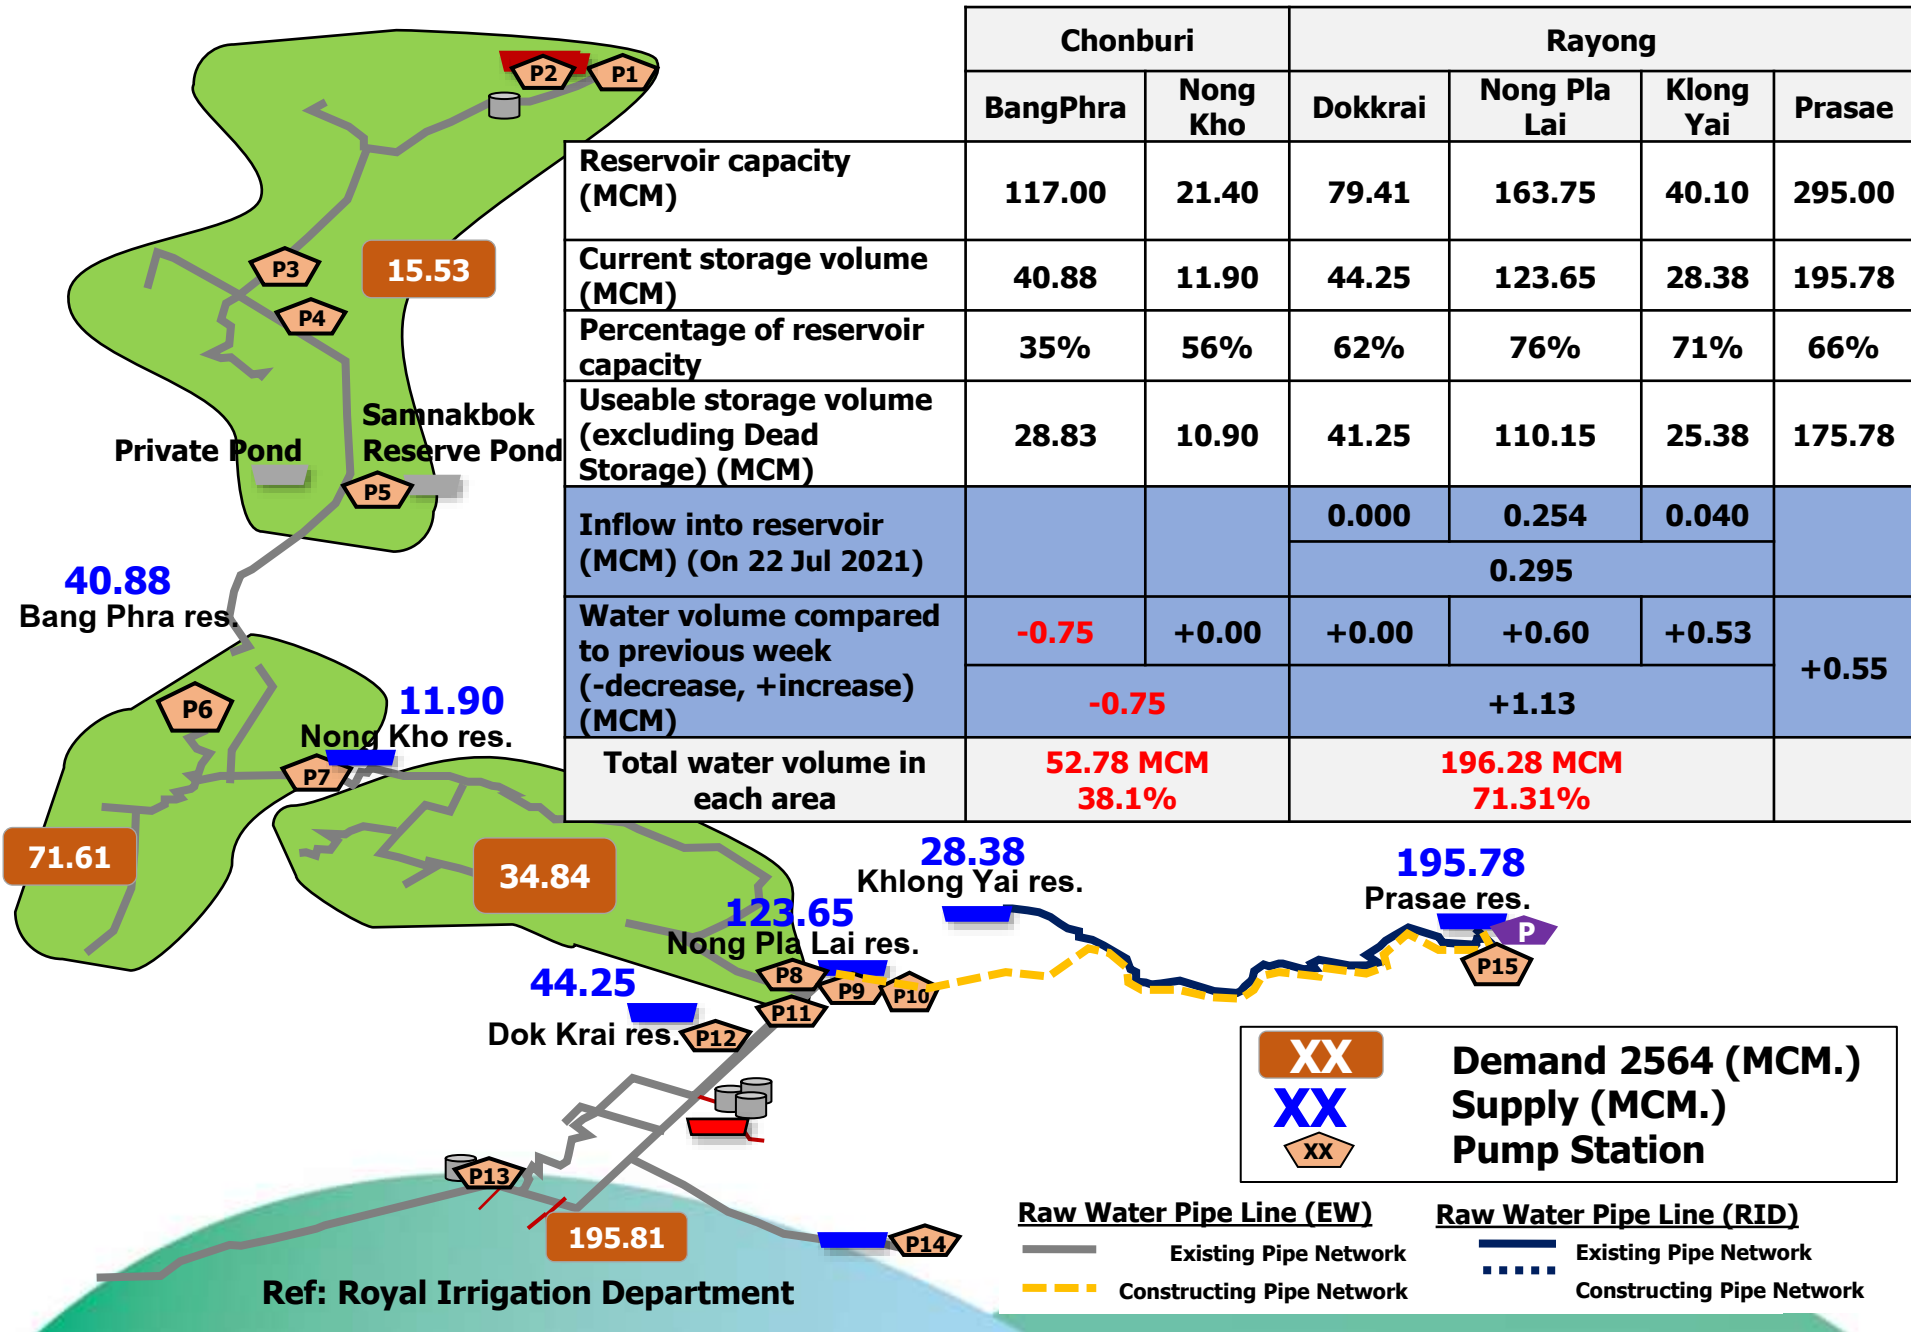 Chonburi
Rayong
BangPhra
Nong
Kho
Dokkrai
Nong Pla
Lai
Klong
Yai
Prasae
Reservoir capacity
(MCM)
117.00
21.40
79.41
163.75
40.10
295.00
Current storage volume
(MCM)
40.88
11.90
44.25
123.65
28.38
195.78
Percentage of reservoir
capacity
35%
56%
62%
76%
71%
66%
Useable storage volume
(excluding Dead
Storage) (MCM)
28.83
10.90
41.25
110.15
25.38
175.78
Inflow into reservoir
(MCM) (On 22 Jul 2021)
0.000
0.254
0.040
0.295
Water volume compared
to previous week
(-decrease, +increase)
(MCM)
-0.75
+0.00
+0.00
+0.60
+0.53
+0.55
-0.75
+1.13
Total water volume in
each area
52.78 MCM
38.1%
196.28 MCM
71.31%
P2
P1
P3
15.53
P4
Samnakbok
Reserve Pond
Private Pond
P5
40.88
Bang Phra res.
P6
11.90
Nong Kho res.
P7
71.61
34.84
28.38
Khlong Yai res.
195.78
Prasae res.
P
P15
123.65
Nong Pla Lai res.
P8
P9
P10
P11
44.25
Dok Krai res.
P12
P13
195.81
P14
Ref: Royal Irrigation Department
XX
Demand 2564 (MCM.)
XX
Supply (MCM.)
XX
Pump Station
Raw Water Pipe Line (EW)
Existing Pipe Network
Constructing Pipe Network
Raw Water Pipe Line (RID)
Existing Pipe Network
Constructing Pipe Network